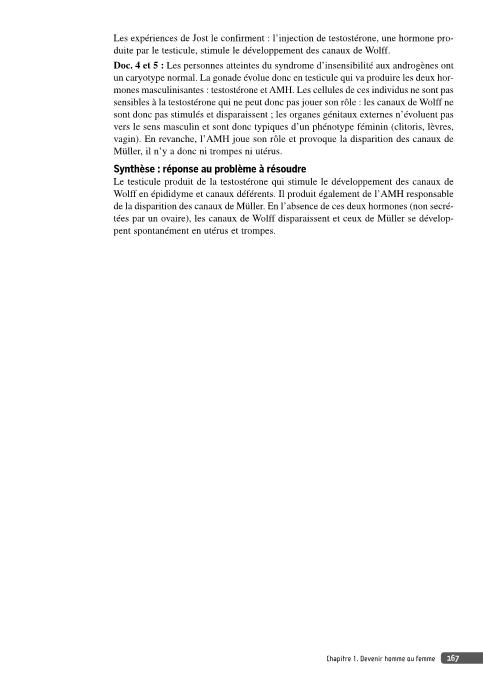 Les expériences de Jost le confirment : l'injection de testostérone, une hormone pro-
duite par le testicule, stimule le développement des canaux de Wolff.
Doc. 4 et 5 : Les personnes atteintes du syndrome d'insensibilité aux androgènes ont
un caryotype normal. La gonade évolue donc en testicule qui va produire les deux hor-
mones masculinisantes : testostérone et AMH. Les cellules de ces individus ne sont pas
sensibles à la testostérone qui ne peut donc pas jouer son rôle : les canaux de Wolff ne
sont donc pas stimulés et disparaissent ; les organes génitaux externes n'évoluent pas
vers le sens masculin et sont donc typiques d'un phénotype féminin (clitoris, lèvres,
vagin). En revanche, l'AMH joue son rôle et provoque la disparition des canaux de
Müller, il n'y a donc ni trompes ni utérus.
Synthèse : réponse au problème à résoudre
Le testicule produit de la testostérone qui stimule le développement des canaux de
Wolff en épididyme et canaux déférents. Il produit également de l'AMH responsable
de la disparition des canaux de Müller. En l'absence de ces deux hormones (non secré-
tées par un ovaire), les canaux de Wolff disparaissent et ceux de Müller se dévelop-
pent spontanément en utérus et trompes.
Chapitre 1. Devenir homme ou femme 167